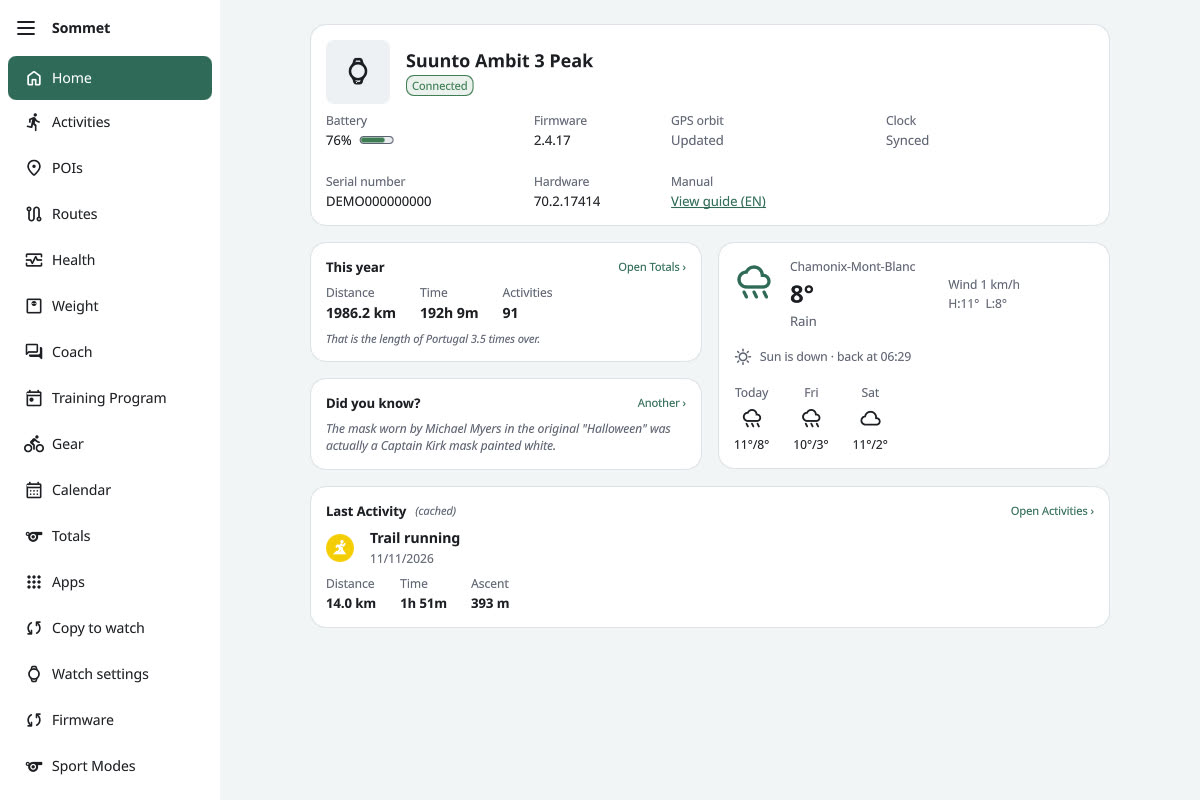 Sommet
Home
Activities
POIs
Routes
Health
Weight
Coach
Training Program
Gear
Calendar
Totals
Apps
Copy to watch
Watch settings
Firmware
Sport Modes
Suunto Ambit 3 Peak
Connected
Battery Firmware GPS orbit Clock
76% 2.4.17 Updated Synced
Serial number Hardware Manual
DEMO000000000 70.2.17414 View guide (EN)
This year Open Totals ›
Distance Time Activities
1986.2 km 192h 9m 91
That is the length of Portugal 3.5 times over.
Did you know? Another ›
The mask worn by Michael Myers in the original "Halloween" was
actually a Captain Kirk mask painted white.
Chamonix-Mont-Blanc
8°
Rain
Wind 1 km/h
H:11° L:8°
Sun is down · back at 06:29
Today Fri Sat
11°/8° 10°/3° 11°/2°
Last Activity (cached) Open Activities ›
Trail running
11/11/2026
Distance Time Ascent
14.0 km 1h 51m 393 m